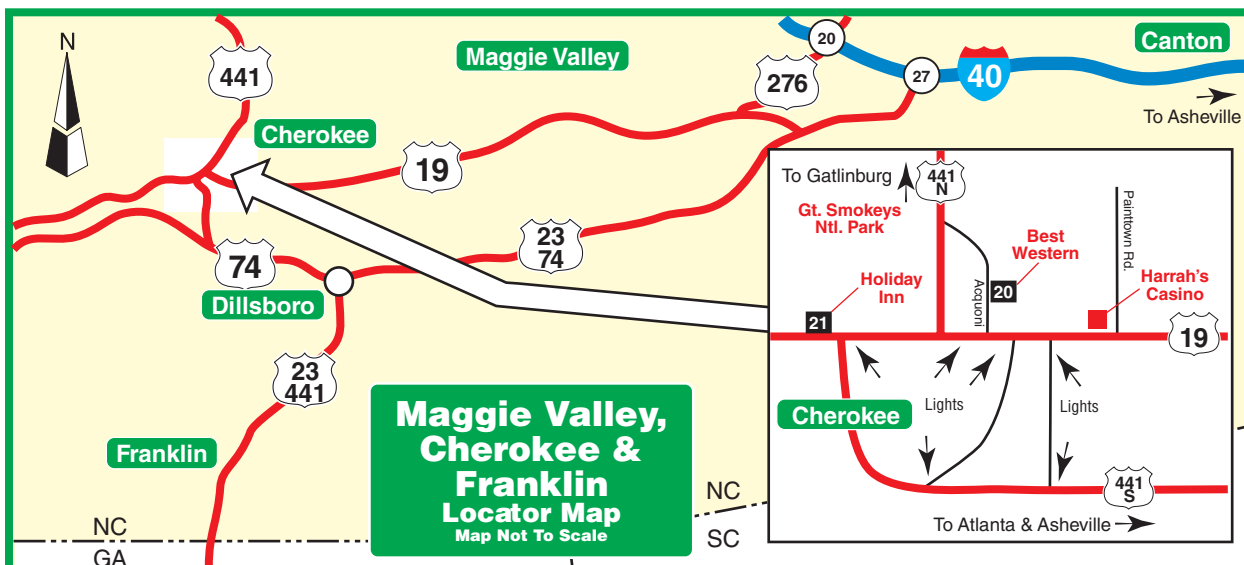 N
441
Maggie Valley
20
Canton
276
27
40
To Asheville
Cherokee
19
23
74
74
Dillsboro
23
441
Franklin
Maggie Valley,
Cherokee &
Franklin
Locator Map
Map Not To Scale
NC
GA
NC
SC
To Gatlinburg
441
N
Gt. Smokeys
Ntl. Park
Best
Western
Painttown Rd.
Holiday
Inn
Acquoni
20
Harrah's
Casino
21
19
Lights
Lights
Cherokee
441
S
To Atlanta & Asheville